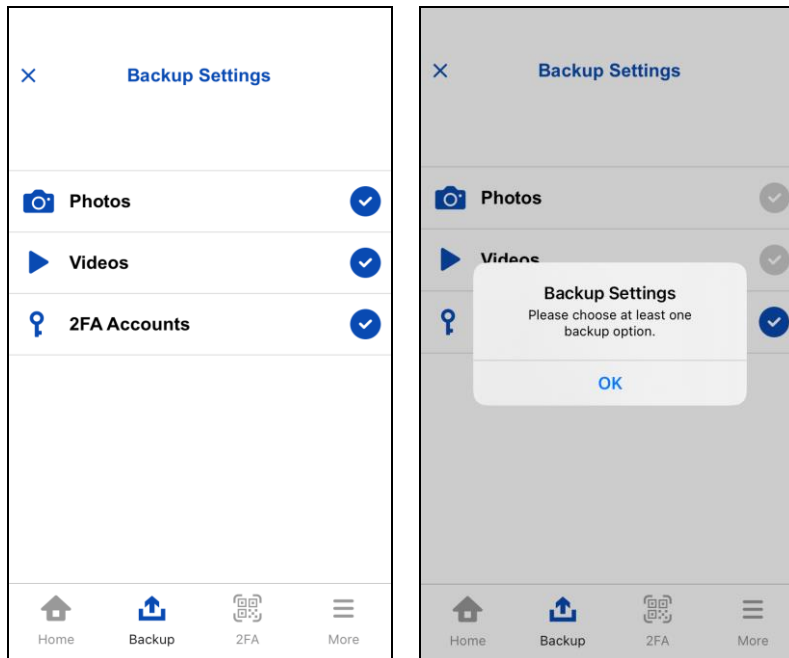 Backup Settings
Photos
Videos
2FA Accounts
Home Backup 2FA More
Backup Settings
Photos
Videos
Backup Settings
Please choose at least one
backup option.
OK
Home Backup 2FA More